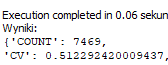 Execution completed in 0.06 sekun
Wyniki:
{'COUNT': 7469,
'CV': 0.512292420009437,